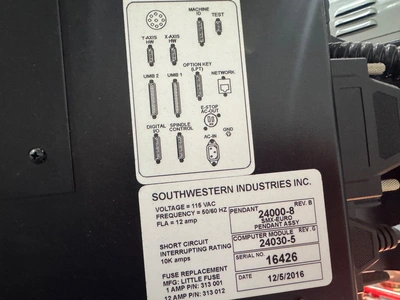 MACHINE
ID
TEST
Y-AXIS
HW
X-AXIS
HW
UMB 2
UMB 1
OPTION KEY
(LPT)
NETWORK
E-STOP
AC-OUT
DIGITAL
I/O
SPINDLE
CONTROL
AC-IN
GND
SOUTHWESTERN INDUSTRIES INC.
VOLTAGE = 115 VAC
FREQUENCY = 50/60 HZ
FLA = 12 amp
SHORT CIRCUIT
INTERRUPTING RATING
10K amps
FUSE REPLACEMENT
MFG: LITTLE FUSE
1 AMP P/N: 313 001
12 AMP P/N: 313 012
PENDANT
24000-8
REV. B
SMX-EURO
PENDANT ASSY
COMPUTER MODULE
REV. G
24030-5
SERIAL NO.
16426
12/5/2016